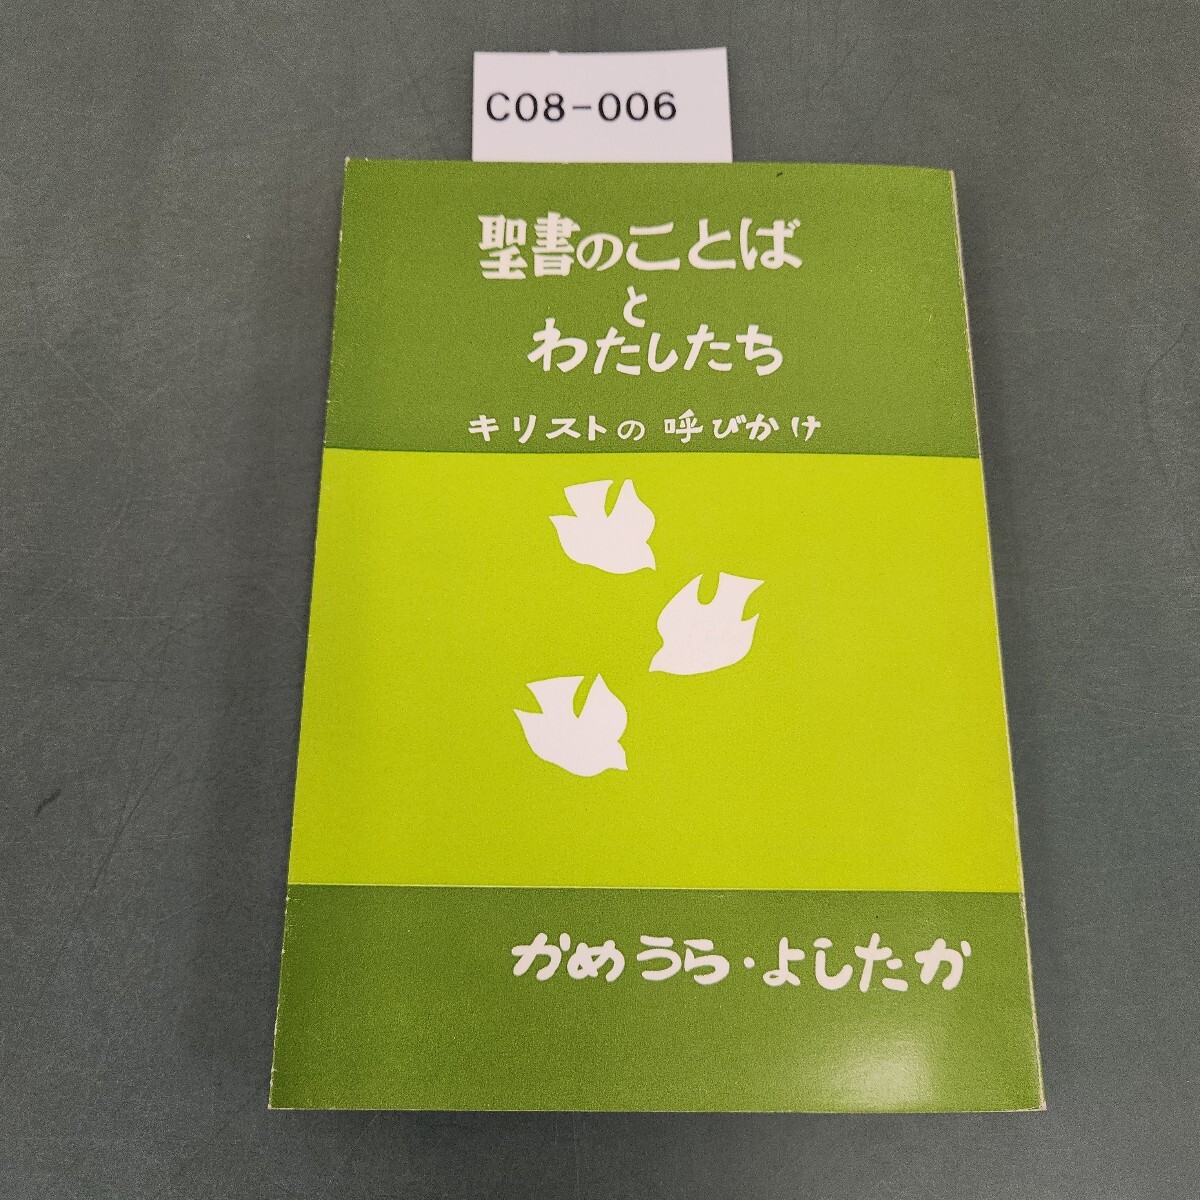 C08-006
聖書のことば
と
わたしたち
キリストの呼びかけ
かめうら・よしたか